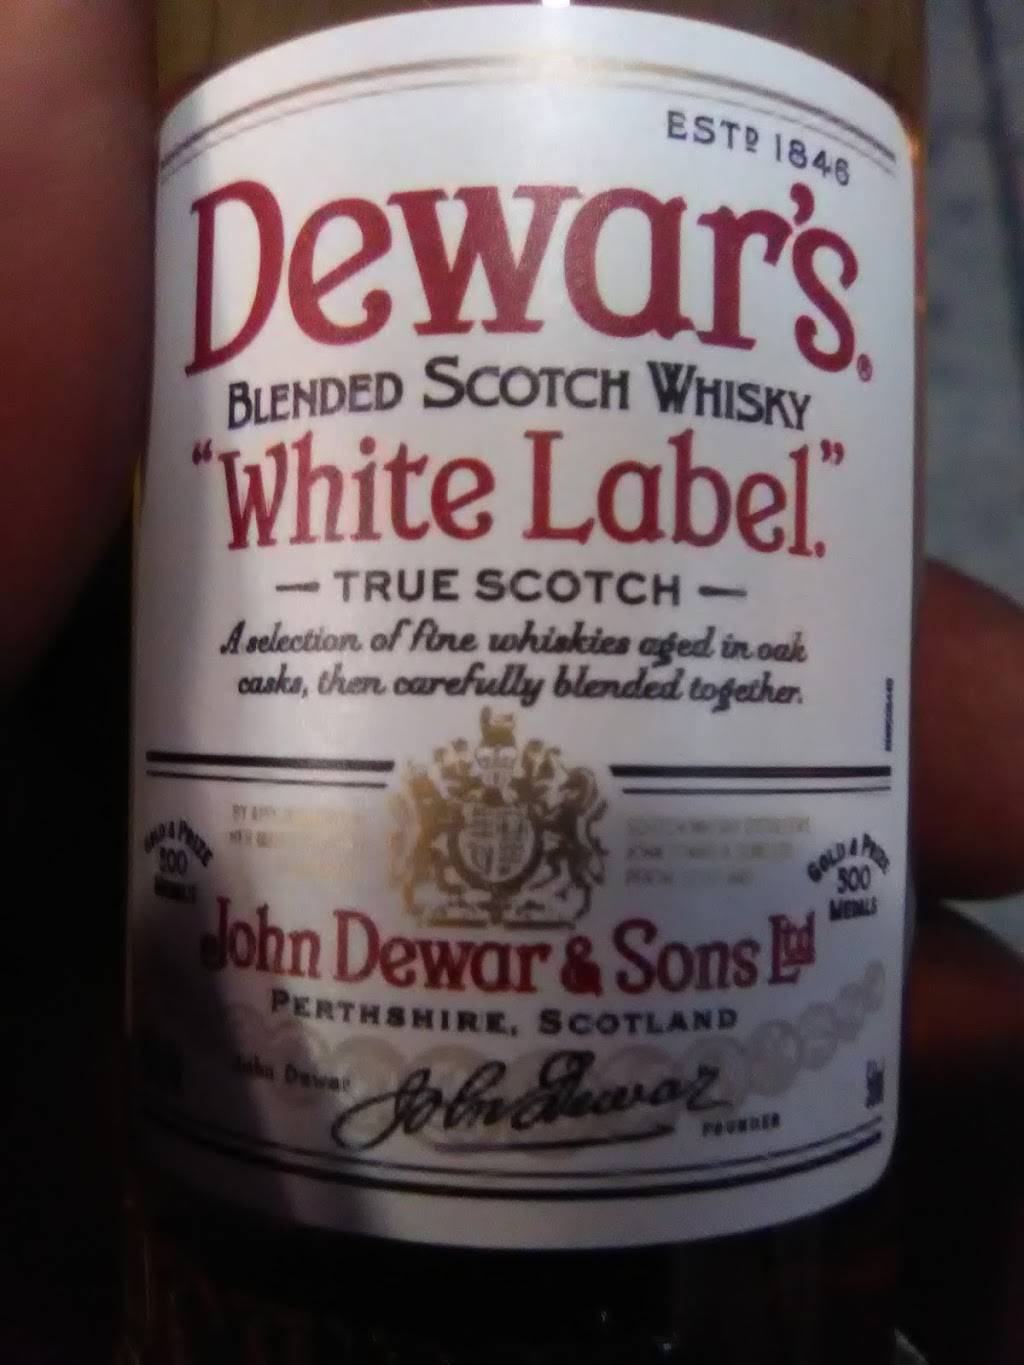 ESTD 1846
Dewar's®
BLENDED SCOTCH WHISKY
"White Label."
— TRUE SCOTCH —
A selection of fine whiskies aged in oak
casks, then carefully blended together.
GOLD & PRIZE
500
MEDALS
GOLD & PRIZE
500
MEDALS
John Dewar & Sons Ltd
PERTHSHIRE, SCOTLAND
John Dewar
John Dewar
FOUNDER